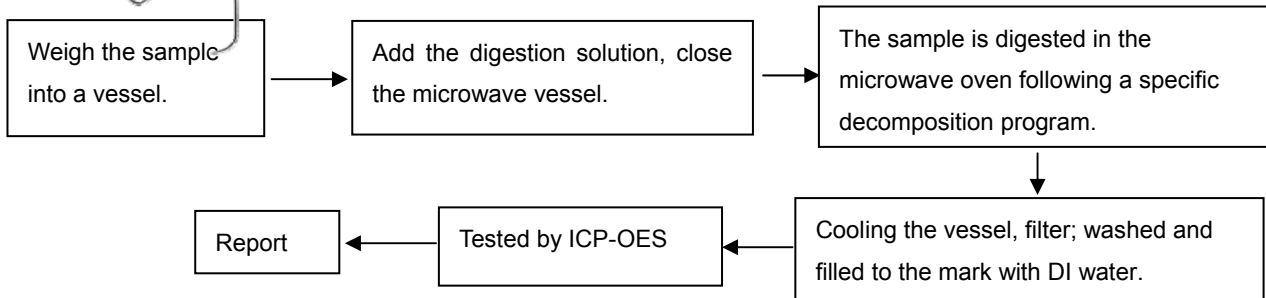 Weigh the sample
into a vessel.
Add the digestion solution, close
the microwave vessel.
The sample is digested in the
microwave oven following a specific
decomposition program.
Cooling the vessel, filter; washed and
filled to the mark with DI water.
Tested by ICP-OES
Report